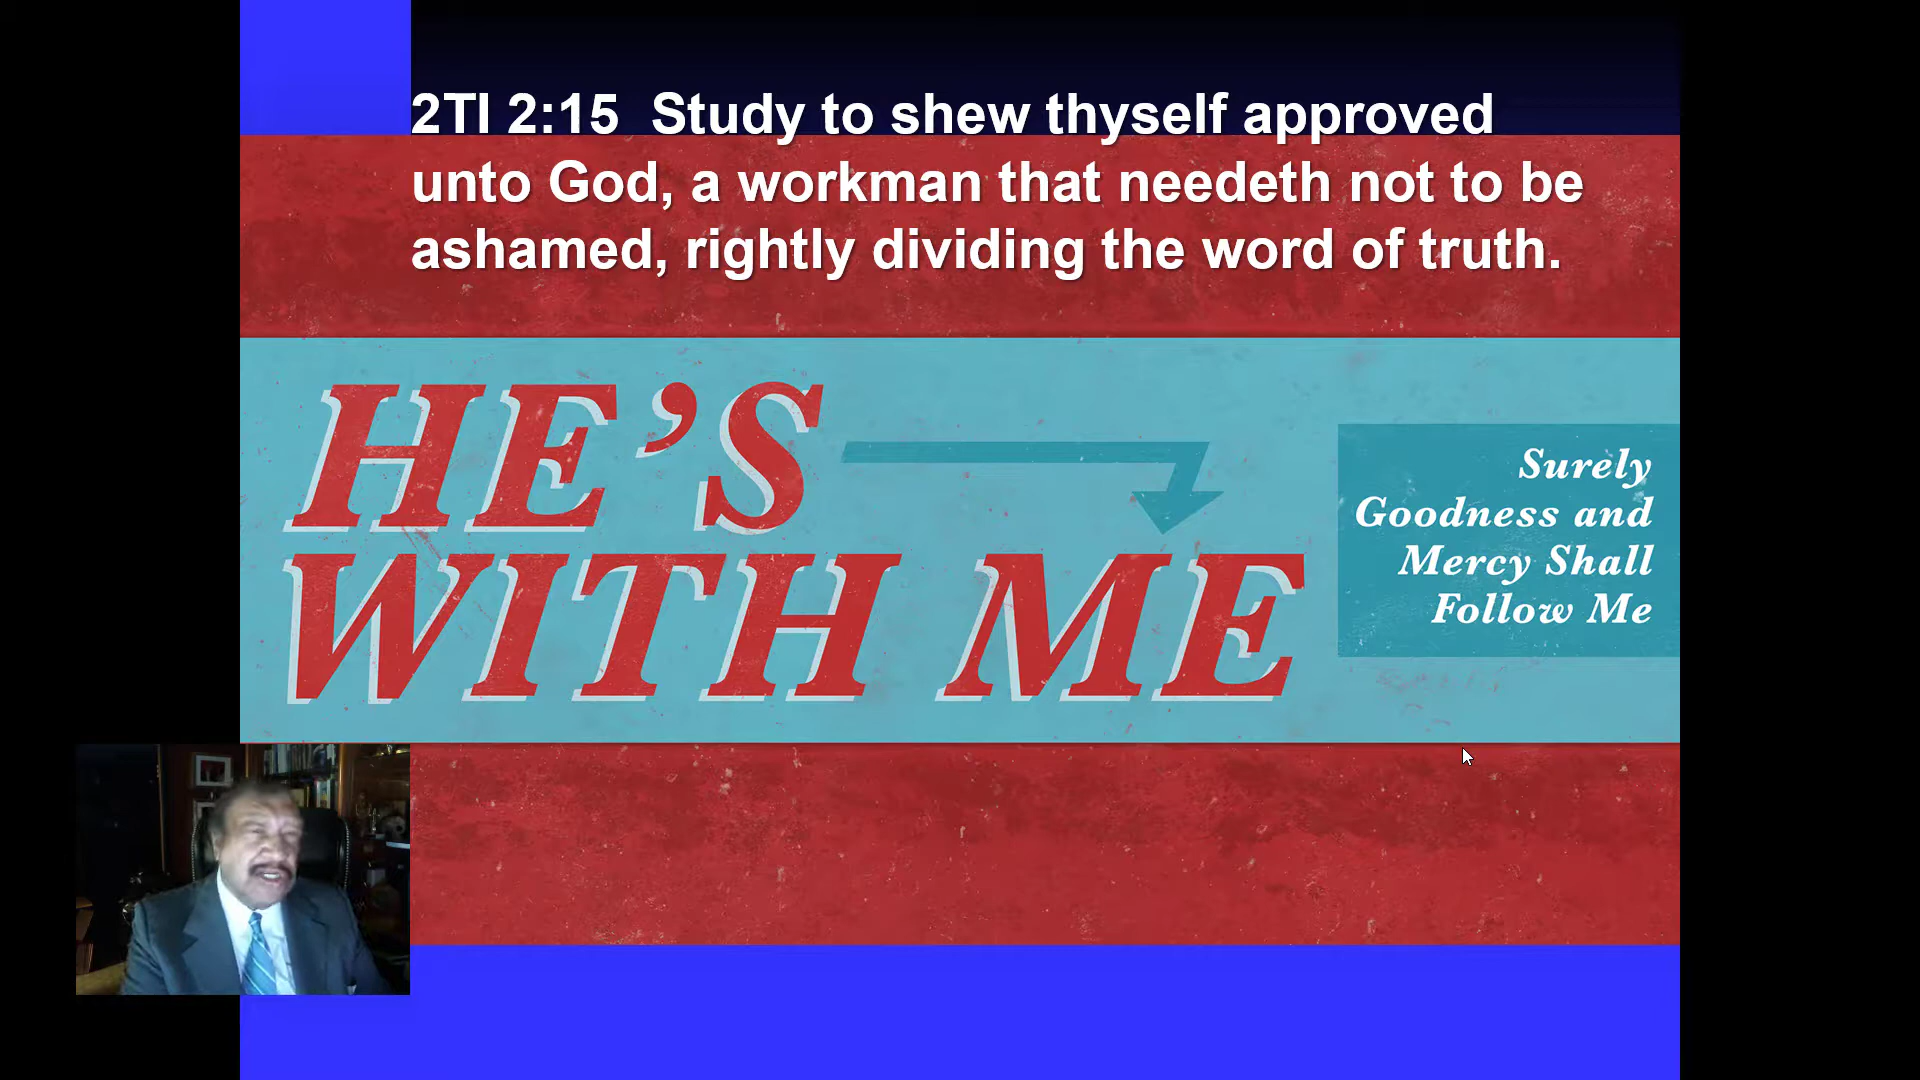 2TI 2:15  Study to shew thyself approved
unto God, a workman that needeth not to be
ashamed, rightly dividing the word of truth.
HE'S
WITH ME
Surely
Goodness and
Mercy Shall
Follow Me